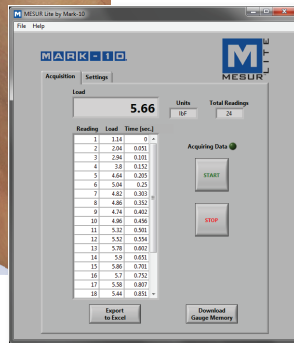 MESUR Lite by Mark-10
File Help
MARK-10
M
MESUR
LITE
Acquisition Settings
Load
5.66
Units
lbF
Total Readings
24
Reading Load Time (sec.)
1 1.14 0
2 2.04 0.051
3 2.94 0.101
4 3.8 0.152
5 4.64 0.205
6 5.04 0.25
7 4.82 0.303
8 4.86 0.352
9 4.74 0.402
10 4.96 0.456
11 5.32 0.501
12 5.52 0.554
13 5.78 0.602
14 5.9 0.651
15 5.86 0.701
16 5.7 0.752
17 5.58 0.807
18 5.44 0.851
Acquiring Data
START
STOP
Export
to Excel
Download
Gauge Memory